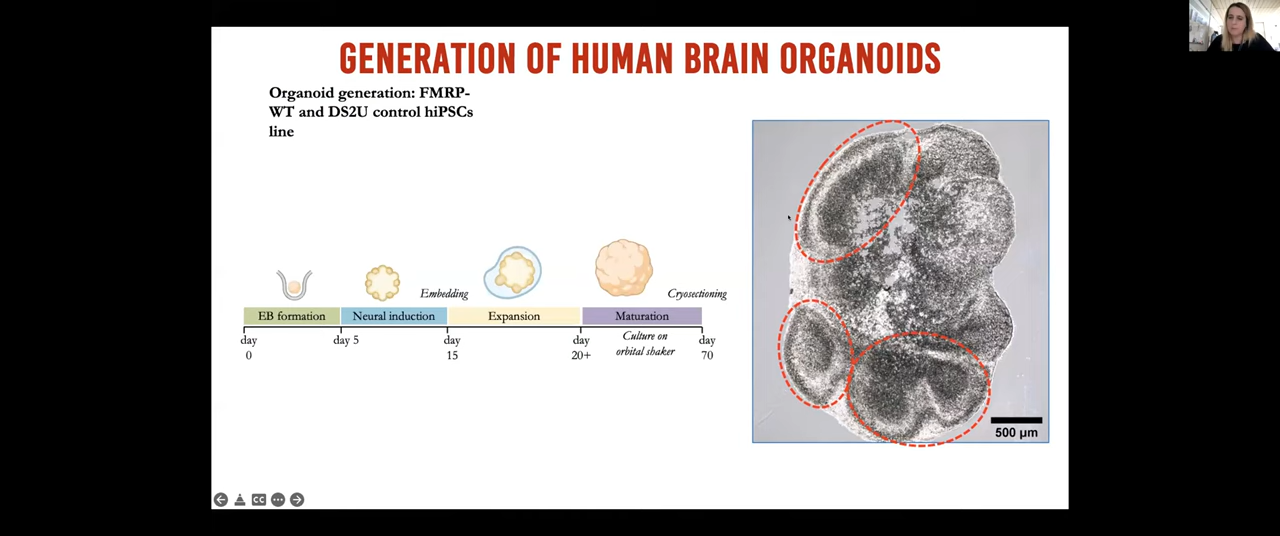 GENERATION OF HUMAN BRAIN ORGANOIDS
Organoid generation: FMRP-
WT and DS2U control hiPSCs
line
Embedding
Cryosectioning
EB formation
Neural induction
Expansion
Maturation
day
0
day 5
day
15
day
20+
Culture on
orbital shaker
day
70
500 µm
CC